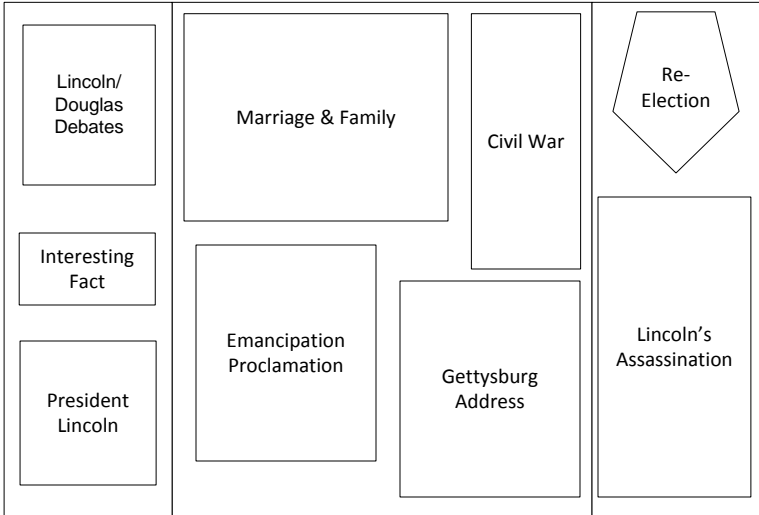 Lincoln/
Douglas
Debates
Interesting
Fact
President
Lincoln
Marriage & Family
Civil War
Emancipation
Proclamation
Gettysburg
Address
Re-
Election
Lincoln’s
Assassination